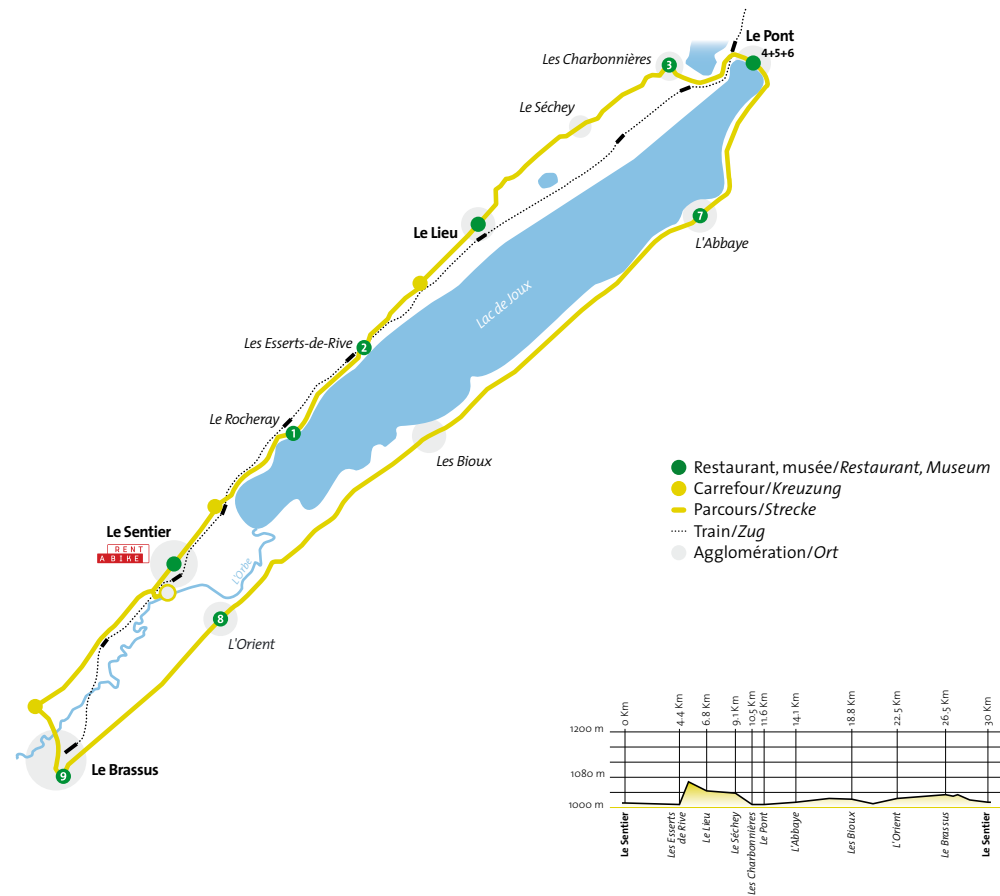 Le Pont
4+5+6
Les Charbonnières
3
Le Séchey
Le Lieu
7
L'Abbaye
Lac de Joux
Les Esserts-de-Rive
2
Le Rocheray
1
Les Bioux
Restaurant, musée/Restaurant, Museum
Carrefour/Kreuzung
Parcours/Strecke
Train/Zug
Agglomération/Ort
Le Sentier
RENT
A BIKE
L'Orbe
8
L'Orient
Le Brassus
9
0 Km
4.4 Km
6.8 Km
9.1 Km
10.5 Km
11.6 Km
14.1 Km
18.8 Km
22.5 Km
26.5 Km
30 Km
1200 m
1080 m
1000 m
Le Sentier
Les Esserts
de Rive
Le Lieu
Le Séchey
Les Charbonnières
Le Pont
L'Abbaye
Les Bioux
L'Orient
Le Brassus
Le Sentier